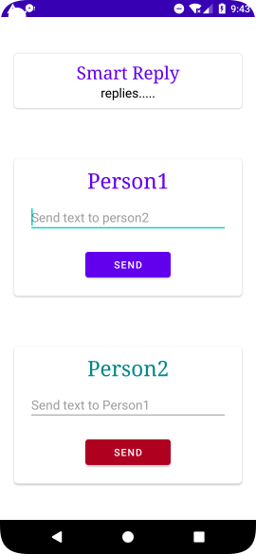 9:43
Smart Reply
replies.....
Person1
Send text to person2
SEND
Person2
Send text to Person1
SEND